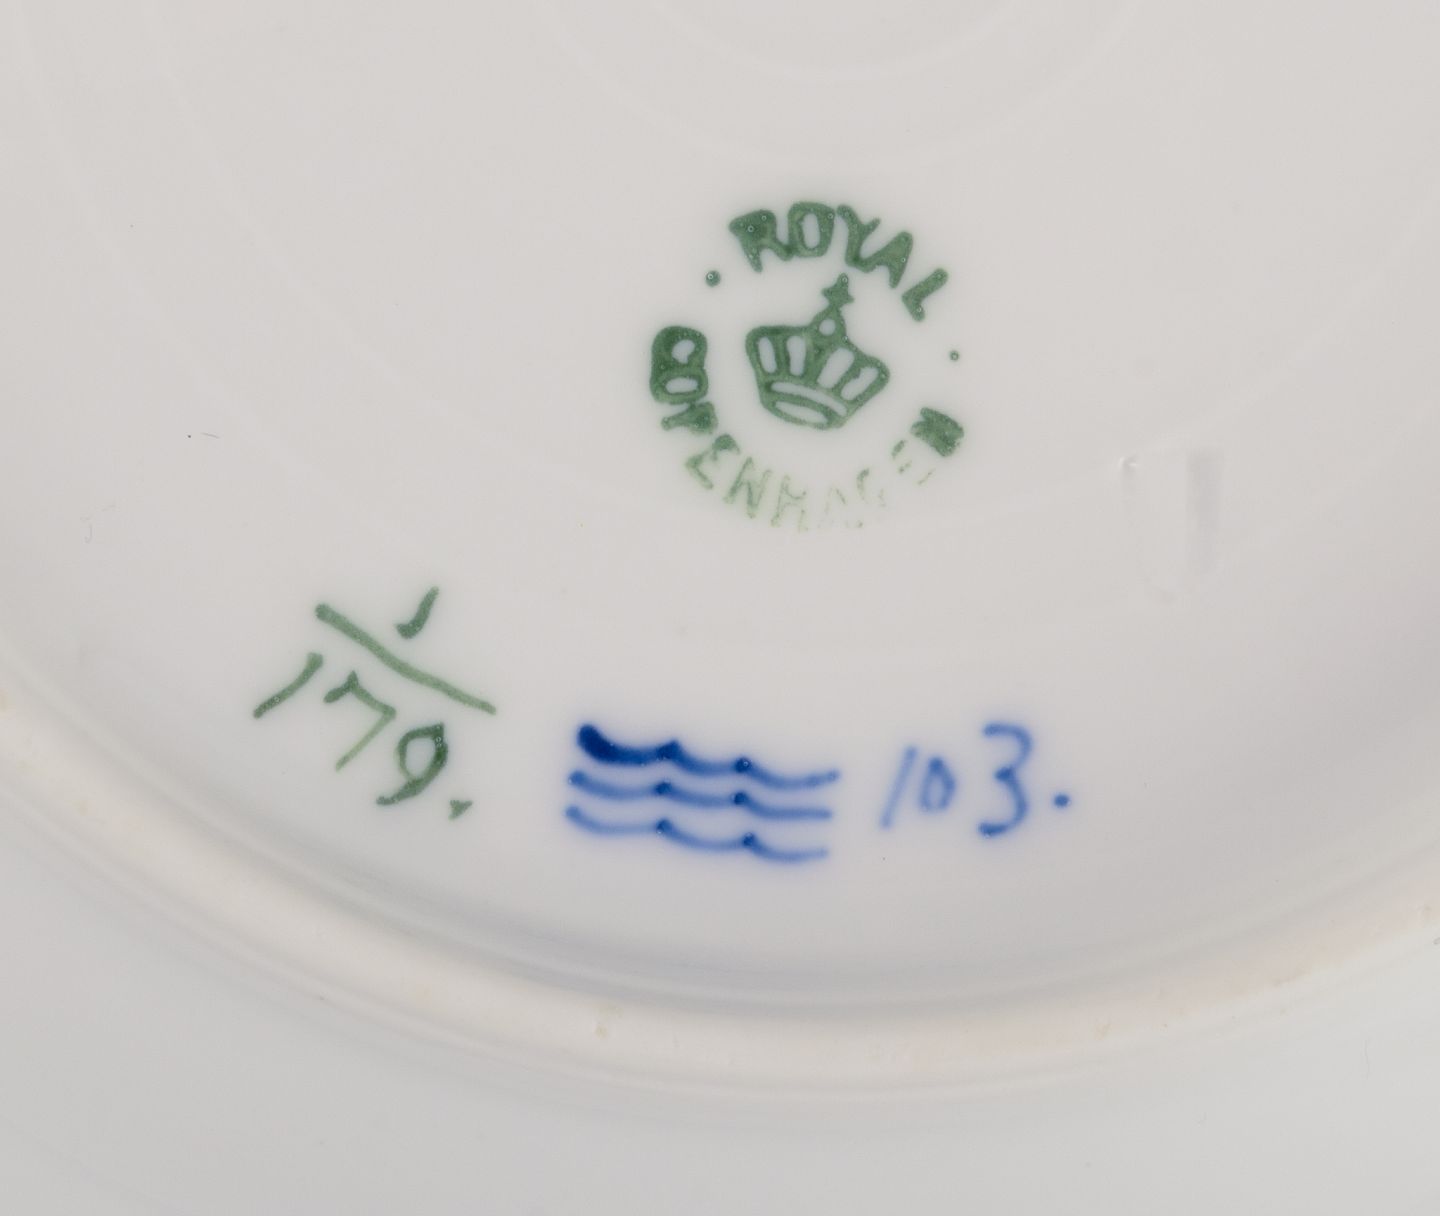 ROYAL
COPENHAGEN
1
179.
103.